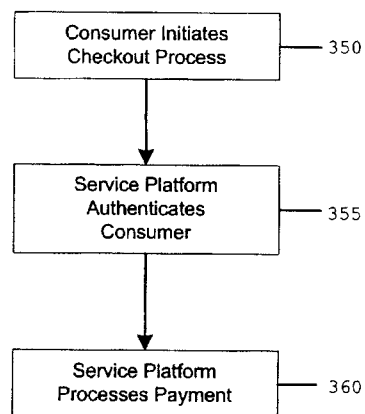 Consumer Initiates
Checkout Process
350
Service Platform
Authenticates
Consumer
355
Service Platform
Processes Payment
360